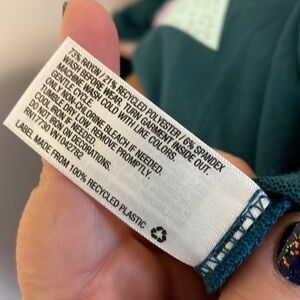 73% RAYON / 21% RECYCLED POLYESTER / 6% SPANDEX
WASH BEFORE WEAR. TURN GARMENT INSIDE OUT.
MACHINE WASH COLD WITH LIKE COLORS.
GENTLE CYCLE.
ONLY NON-CHLORINE BLEACH IF NEEDED.
TUMBLE DRY LOW. REMOVE PROMPTLY.
COOL IRON IF NEEDED.
DO NOT IRON ON DECORATIONS.
RN17730 VN1042782
LABEL MADE FROM 100% RECYCLED PLASTIC